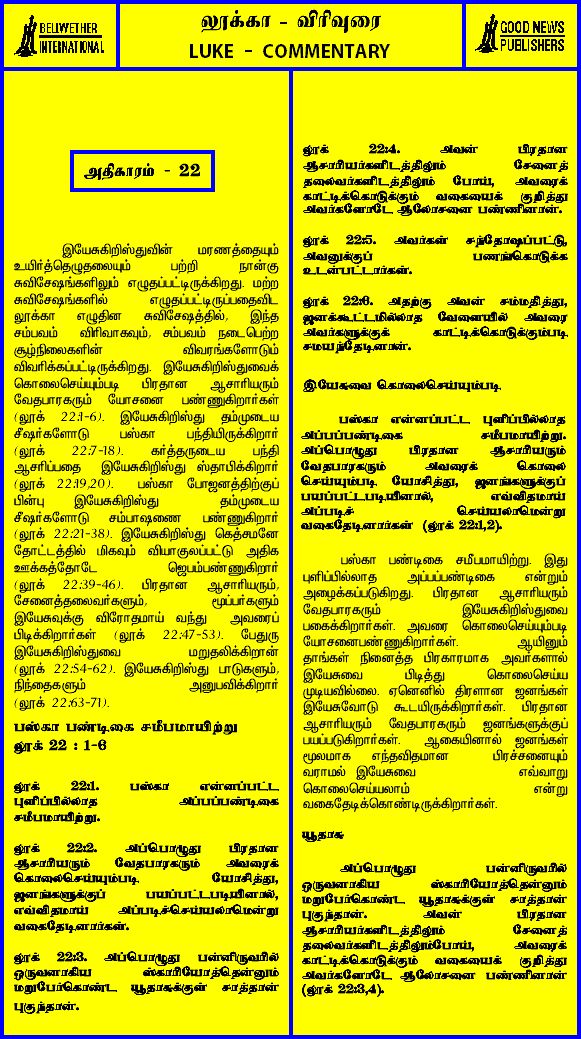 BELLWETHER
INTERNATIONAL
லூக்கா - விரிவுரை
LUKE - COMMENTARY
GOOD NEWS
PUBLISHERS
அதிகாரம் - 22
இயேசுகிறிஸ்துவின் மரணத்தையும்
உயிர்த்தெழுதலையும் பற்றி நான்கு
சுவிசேஷங்களிலும் எழுதப்பட்டிருக்கிறது. மற்ற
சுவிசேஷங்களில் எழுதப்பட்டிருப்பதைவிட
லூக்கா எழுதின சுவிசேஷத்தில், இந்த
சம்பவம் விரிவாகவும், சம்பவம் நடைபெற்ற
சூழ்நிலைகளின் விவரங்களோடும்
விவரிக்கப்பட்டிருக்கிறது. இயேசுகிறிஸ்துவைக்
கொலைசெய்யும்படி பிரதான ஆசாரியரும்
வேதபாரகரும் யோசனை பண்ணுகிறார்கள்
(லூக் 22:1-6). இயேசுகிறிஸ்து தம்முடைய
சீஷர்களோடு பஸ்கா பந்தியிருக்கிறார்
(லூக் 22:7-18). கர்த்தருடைய பந்தி
ஆசரிப்பதை இயேசுகிறிஸ்து ஸ்தாபிக்கிறார்
(லூக் 22:19,20). பஸ்கா போஜனத்திற்குப்
பின்பு இயேசுகிறிஸ்து தம்முடைய
சீஷர்களோடு சம்பாஷணை பண்ணுகிறார்
(லூக் 22:21-38). இயேசுகிறிஸ்து கெத்சமனே
தோட்டத்தில் மிகவும் வியாகுலப்பட்டு அதிக
ஊக்கத்தோடே ஜெபம்பண்ணுகிறார்
(லூக் 22:39-46). பிரதான ஆசாரியரும்,
சேனைத்தலைவர்களும், மூப்பர்களும்
இயேசுவுக்கு விரோதமாய் வந்து அவரைப்
பிடிக்கிறார்கள் (லூக் 22:47-53). பேதுரு
இயேசுகிறிஸ்துவை மறுதலிக்கிறான்
(லூக் 22:54-62). இயேசுகிறிஸ்து பாடுகளும்,
நிந்தைகளும் அனுபவிக்கிறார்
(லூக் 22:63-71).
பஸ்கா பண்டிகை சமீபமாயிற்று
லூக் 22 : 1-6
லூக் 22:1. பஸ்கா என்னப்பட்ட
புளிப்பில்லாத அப்பப்பண்டிகை
சமீபமாயிற்று.
லூக் 22:2. அப்பொழுது பிரதான
ஆசாரியரும் வேதபாரகரும் அவரைக்
கொலைசெய்யும்படி யோசித்து,
ஜனங்களுக்குப் பயப்பட்டபடியினால்,
எவ்விதமாய் அப்படிச்செய்யலாமென்று
வகைதேடினார்கள்.
லூக் 22:3. அப்பொழுது பன்னிருவரில்
ஒருவனாகிய ஸ்காரியோத்தென்னும்
மறுபேர்கொண்ட யூதாசுக்குள் சாத்தான்
புகுந்தான்.
லூக் 22:4. அவன் பிரதான
ஆசாரியர்களிடத்திலும் சேனைத்
தலைவர்களிடத்திலும் போய், அவரைக்
காட்டிக்கொடுக்கும் வகையைக் குறித்து
அவர்களோடே ஆலோசனை பண்ணினான்.
லூக் 22:5. அவர்கள் சந்தோஷப்பட்டு,
அவனுக்குப் பணங்கொடுக்க
உடன்பட்டார்கள்.
லூக் 22:6. அதற்கு அவன் சம்மதித்து,
ஜனக்கூட்டமில்லாத வேளையில் அவரை
அவர்களுக்குக் காட்டிக்கொடுக்கும்படி
சமயந்தேடினான்.
இயேசுவை கொலைசெய்யும்படி
பஸ்கா என்னப்பட்ட புளிப்பில்லாத
அப்பப்பண்டிகை சமீபமாயிற்று.
அப்பொழுது பிரதான ஆசாரியரும்
வேதபாரகரும் அவரைக் கொலை
செய்யும்படி யோசித்து, ஜனங்களுக்குப்
பயப்பட்டபடியினால், எவ்விதமாய்
அப்படிச் செய்யலாமென்று
வகைதேடினார்கள் (லூக் 22:1,2).
பஸ்கா பண்டிகை சமீபமாயிற்று. இது
புளிப்பில்லாத அப்பப்பண்டிகை என்றும்
அழைக்கப்படுகிறது. பிரதான ஆசாரியரும்
வேதபாரகரும் இயேசுகிறிஸ்துவை
பகைக்கிறார்கள். அவரை கொலைசெய்யும்படி
யோசனைபண்ணுகிறார்கள். ஆயினும்
தாங்கள் நினைத்த பிரகாரமாக அவர்களால்
இயேசுவை பிடித்து கொலைசெய்ய
முடியவில்லை. ஏனெனில் திரளான ஜனங்கள்
இயேசுவோடு கூடயிருக்கிறார்கள். பிரதான
ஆசாரியரும் வேதபாரகரும் ஜனங்களுக்குப்
பயப்படுகிறார்கள். ஆகையினால் ஜனங்கள்
மூலமாக எந்தவிதமான பிரச்சனையும்
வராமல் இயேசுவை எவ்வாறு
கொலைசெய்யலாம் என்று
வகைதேடிக்கொண்டிருக்கிறார்கள்.
யூதாசு
அப்பொழுது பன்னிருவரில்
ஒருவனாகிய ஸ்காரியோத்தென்னும்
மறுபேர்கொண்ட யூதாசுக்குள் சாத்தான்
புகுந்தான். அவன் பிரதான
ஆசாரியர்களிடத்திலும் சேனைத்
தலைவர்களிடத்திலும்போய், அவரைக்
காட்டிக்கொடுக்கும் வகையைக் குறித்து
அவர்களோடே ஆலோசனை பண்ணினான்
(லூக் 22:3,4).